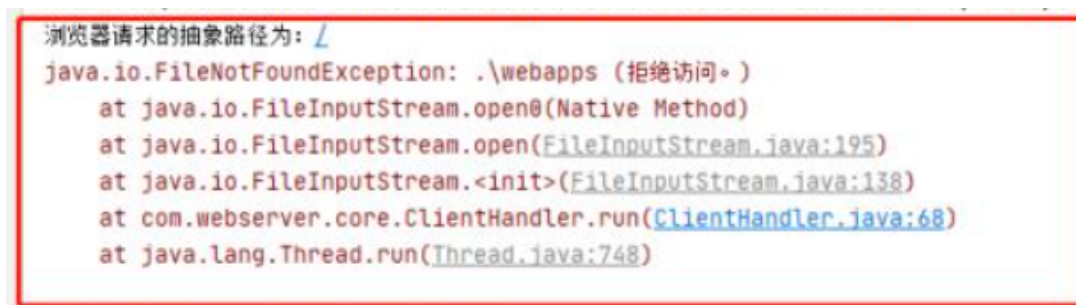 浏览器请求的抽象路径为: /
java.io.FileNotFoundException: .\webapps (拒绝访问。)
at java.io.FileInputStream.open0(Native Method)
at java.io.FileInputStream.open(FileInputStream.java:195)
at java.io.FileInputStream.<init>(FileInputStream.java:138)
at com.webserver.core.ClientHandler.run(ClientHandler.java:68)
at java.lang.Thread.run(Thread.java:748)